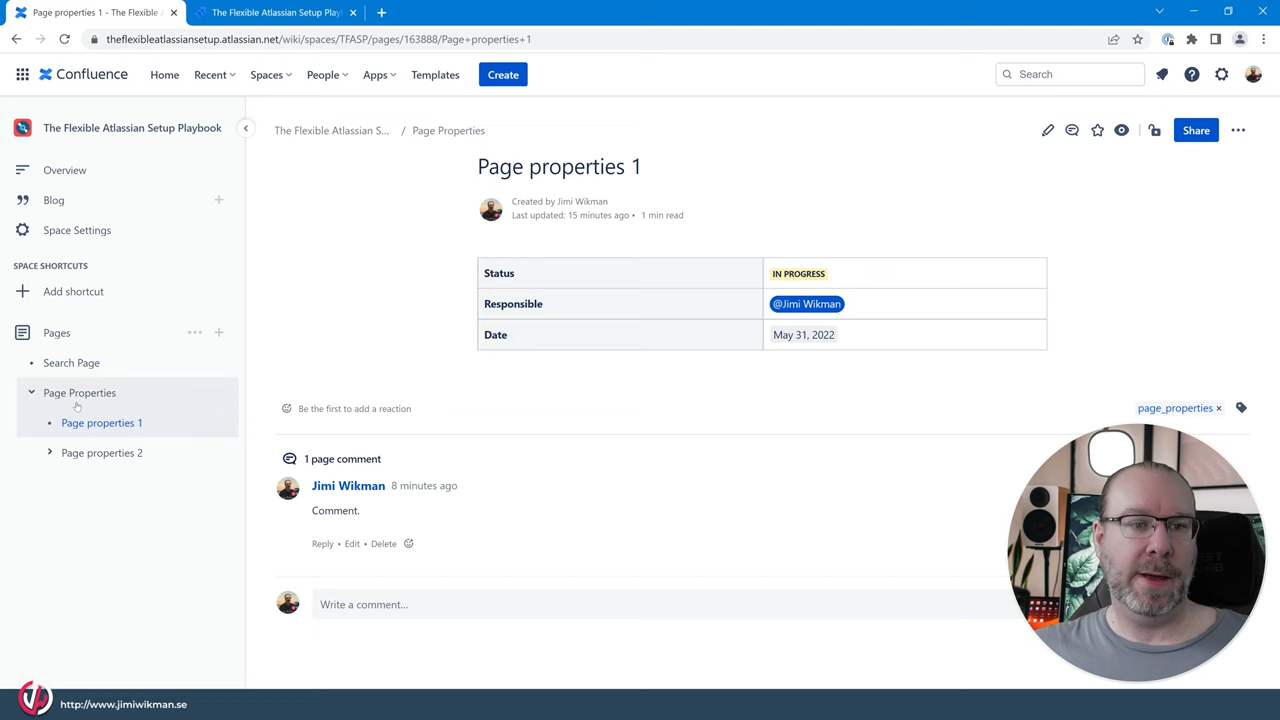 Page properties 1 - The Flexible A
The Flexible Atlassian Setup Play
theflexibleatlassiansetup.atlassian.net/wiki/spaces/TFASP/pages/163888/Page+properties+1
Confluence
Home
Recent
Spaces
People
Apps
Templates
Create
Search
The Flexible Atlassian Setup Playbook
Overview
Blog
Space Settings
SPACE SHORTCUTS
Add shortcut
Pages
Search Page
Page Properties
Page properties 1
Page properties 2
The Flexible Atlassian S... / Page Properties
Share
Page properties 1
Created by Jimi Wikman
Last updated: 15 minutes ago • 1 min read
Status IN PROGRESS
Responsible @Jimi Wikman
Date May 31, 2022
Be the first to add a reaction
page_properties ×
1 page comment
Jimi Wikman 8 minutes ago
Comment.
Reply • Edit • Delete
Write a comment...
http://www.jimiwikman.se